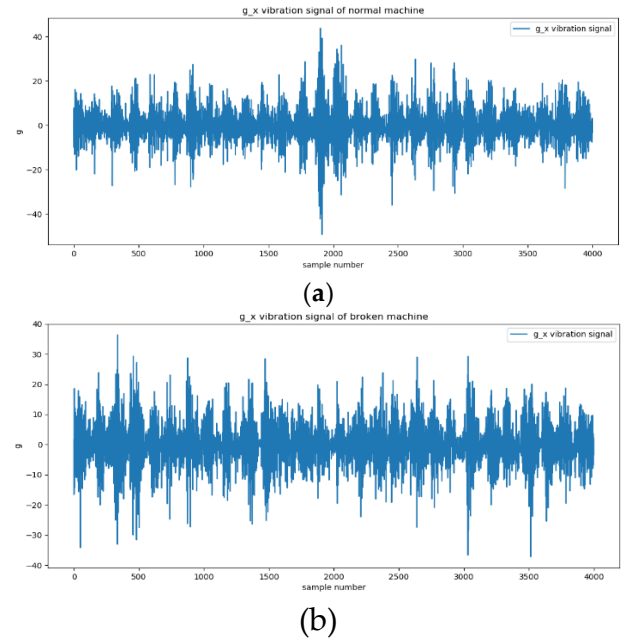 g_x vibration signal of normal machine
g_x vibration signal
40
20
0
−20
−40
g
0 500 1000 1500 2000 2500 3000 3500 4000
sample number
(a)
g_x vibration signal of broken machine
g_x vibration signal
40
30
20
10
0
−10
−20
−30
−40
g
0 500 1000 1500 2000 2500 3000 3500 4000
sample number
(b)